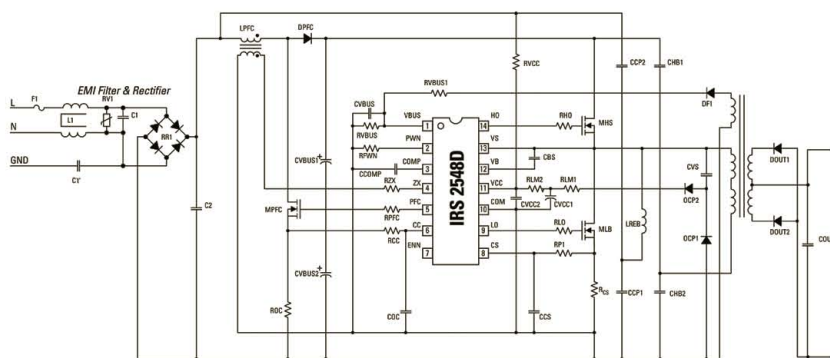 LPFC
DPFC
RVCC
CCP2
CHB1
EMI Filter & Rectifier
L
F1
RV1
L1
C1
N
RR1
GND
C1'
C2
RVBUS1
DF1
CVBUS
VBUS
1
14
HO
RHO
MHS
RVBUS
PWN
2
13
VS
RFWN
COMP
3
12
VB
CBS
CCOMP
CVBUS1
ZX
4
11
VCC
RLM2
RLM1
RZX
IRS 2548D
CVS
DOUT1
OCP2
MPFC
PFC
5
10
COM
CVCC2
CVCC1
RPFC
CC
6
9
LO
RLO
MLB
LREB
OCP1
DOUT2
COU
RCC
ENN
7
8
CS
RP1
CVBUS2
RCS
CCP1
CHB2
ROC
COC
CCS